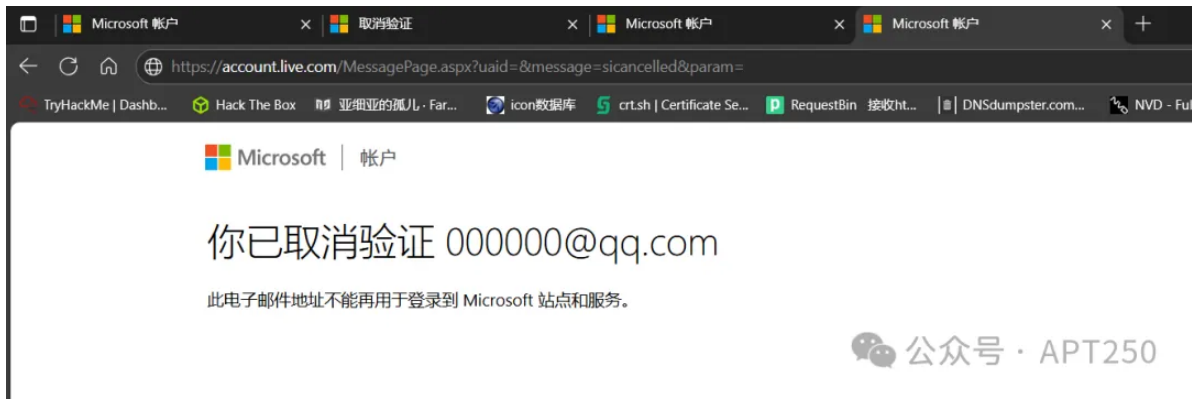 Microsoft 帐户
取消验证
Microsoft 帐户
Microsoft 帐户
https://account.live.com/MessagePage.aspx?uaid=&message=sicancelled&param=
TryHackMe | Dashb...
Hack The Box
亚细亚的孤儿 · Far...
icon数据库
crt.sh | Certificate Se...
RequestBin 接收ht...
DNSdumpster.com...
NVD - Ful
Microsoft 帐户
你已取消验证 000000@qq.com
此电子邮件地址不能再用于登录到 Microsoft 站点和服务。
公众号 · APT250